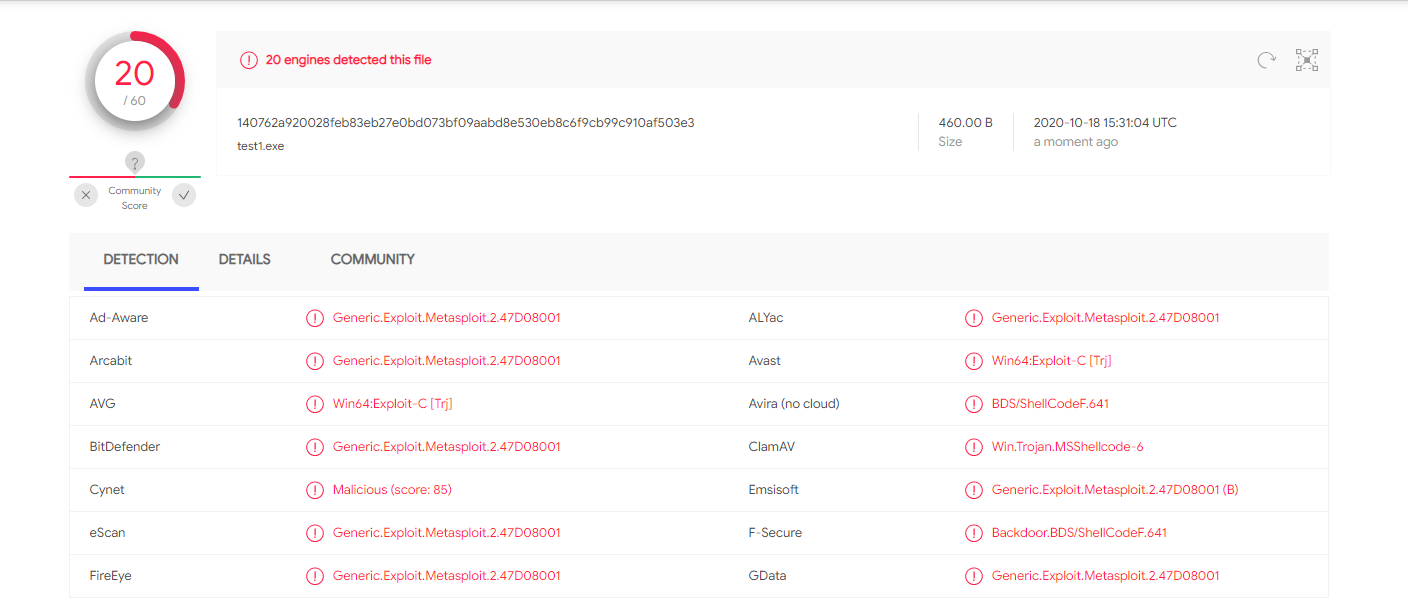 20
/ 60
20 engines detected this file
140762a920028feb83eb27e0bd073bf09aabd8e530eb8c6f9cb99c910af503e3
test1.exe
460.00 B
Size
2020-10-18 15:31:04 UTC
a moment ago
?
Community
Score
DETECTION DETAILS COMMUNITY
Ad-Aware Generic.Exploit.Metasploit.2.47D08001 ALYac Generic.Exploit.Metasploit.2.47D08001
Arcabit Generic.Exploit.Metasploit.2.47D08001 Avast Win64:Exploit-C [Trj]
AVG Win64:Exploit-C [Trj] Avira (no cloud) BDS/ShellCodeF.641
BitDefender Generic.Exploit.Metasploit.2.47D08001 ClamAV Win.Trojan.MSShellcode-6
Cynet Malicious (score: 85) Emsisoft Generic.Exploit.Metasploit.2.47D08001 (B)
eScan Generic.Exploit.Metasploit.2.47D08001 F-Secure Backdoor.BDS/ShellCodeF.641
FireEye Generic.Exploit.Metasploit.2.47D08001 GData Generic.Exploit.Metasploit.2.47D08001